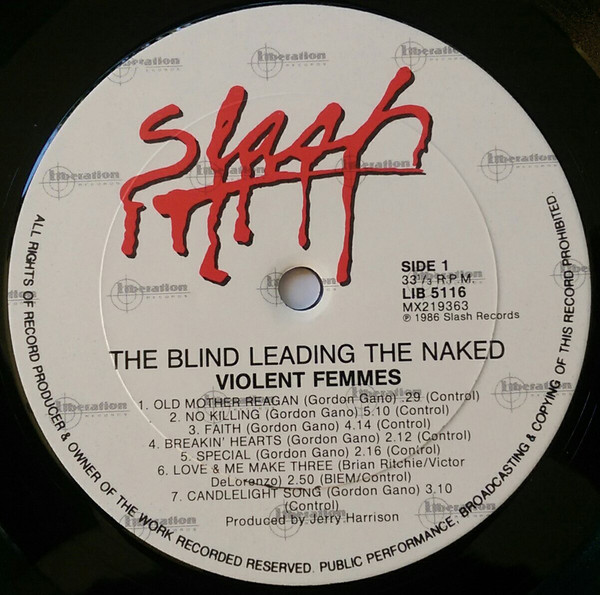 Slash
SIDE 1
33 1/3 R.P.M.
LIB 5116
MX219363
℗ 1986 Slash Records
THE BLIND LEADING THE NAKED
VIOLENT FEMMES
1. OLD MOTHER REAGAN (Gordon Gano) .29 (Control)
2. NO KILLING (Gordon Gano) 5.10 (Control)
3. FAITH (Gordon Gano) 4.14 (Control)
4. BREAKIN' HEARTS (Gordon Gano) 2.12 (Control)
5. SPECIAL (Gordon Gano) 2.16 (Control)
6. LOVE & ME MAKE THREE (Brian Ritchie/Victor
DeLorenzo) 2.50 (BIEM/Control)
7. CANDLELIGHT SONG (Gordon Gano) 3.10
(Control)
Produced by Jerry Harrison
ALL RIGHTS OF RECORD PRODUCER & OWNER OF THE WORK RECORDED RESERVED. PUBLIC PERFORMANCE, BROADCASTING & COPYING OF THIS RECORD PROHIBITED.
Liberation
RECORDS